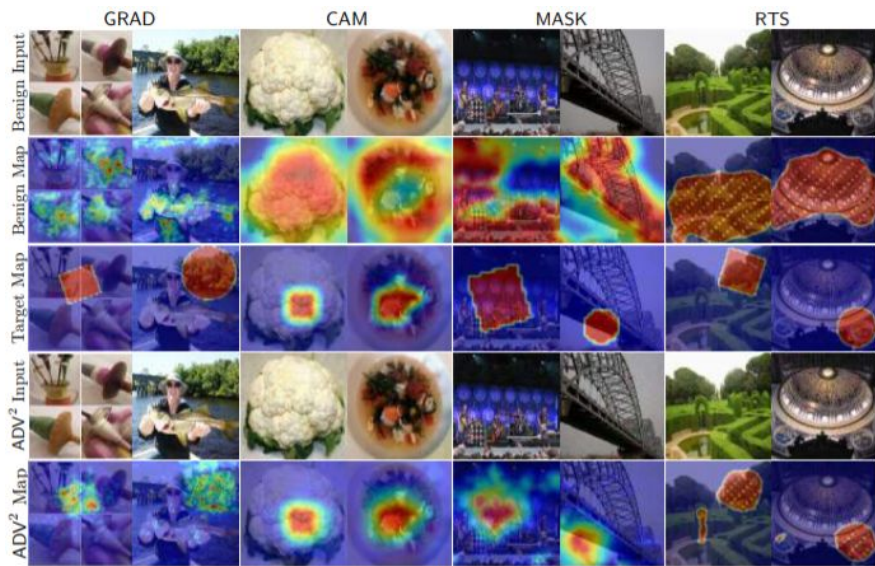 GRAD CAM MASK RTS
Benign Input
Benign Map
Target Map
ADV² Input
ADV² Map